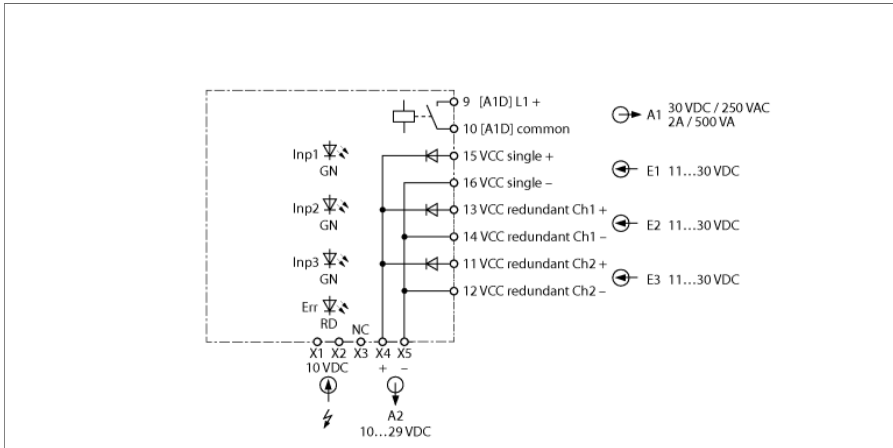 9 [A1D] L1 +
A1 30 VDC / 250 VAC
2A / 500 VA
10 [A1D] common
Inp1
GN
15 VCC single +
E1 11...30 VDC
16 VCC single –
Inp2
GN
13 VCC redundant Ch1 +
E2 11...30 VDC
14 VCC redundant Ch1 –
Inp3
GN
11 VCC redundant Ch2 +
E3 11...30 VDC
12 VCC redundant Ch2 –
Err
RD
NC
X1 X2 X3 X4 X5
10 VDC + –
A2
10...29 VDC